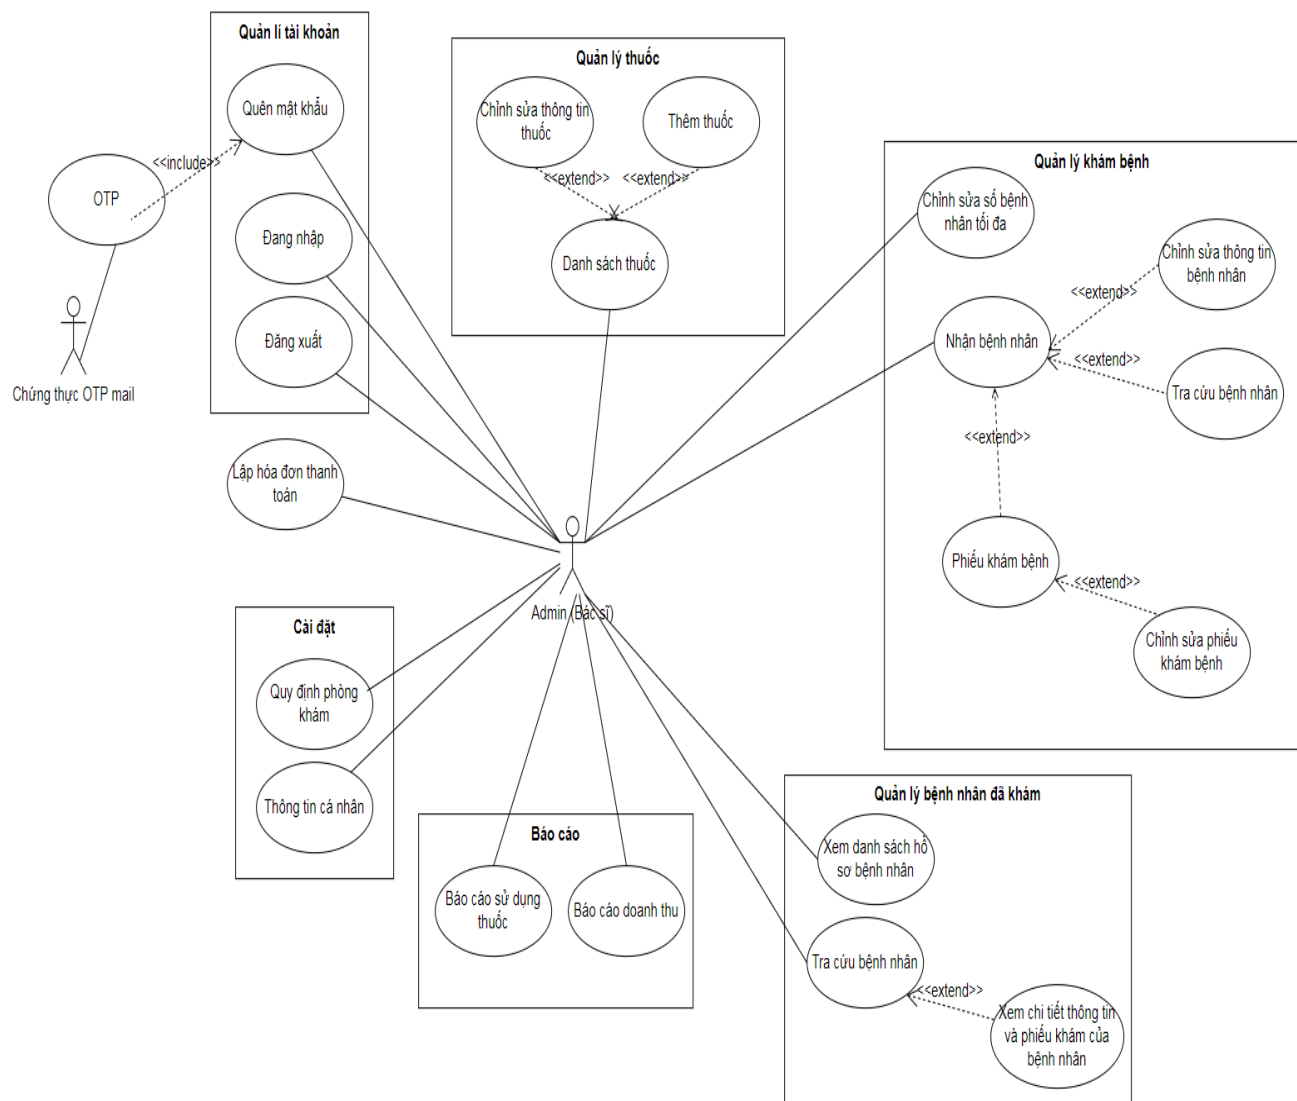 Quản lí tài khoản
Quên mật khẩu
<<include>>
OTP
Đang nhập
Đăng xuất
Chứng thực OTP mail
Lập hóa đơn thanh
toán
Quản lý thuốc
Chỉnh sửa thông tin
thuốc
Thêm thuốc
<<extend>>
<<extend>>
Danh sách thuốc
Quản lý khám bệnh
Chỉnh sửa số bệnh
nhân tối đa
Chỉnh sửa thông tin
bệnh nhân
<<extend>>
Nhận bệnh nhân
<<extend>>
Tra cứu bệnh nhân
<<extend>>
Phiếu khám bệnh
<<extend>>
Chỉnh sửa phiếu
khám bệnh
Admin (Bác sĩ)
Cài đặt
Quy định phòng
khám
Thông tin cá nhân
Báo cáo
Báo cáo sử dụng
thuốc
Báo cáo doanh thu
Quản lý bệnh nhân đã khám
Xem danh sách hồ
sơ bệnh nhân
Tra cứu bệnh nhân
<<extend>>
Xem chi tiết thông tin
và phiếu khám của
bệnh nhân